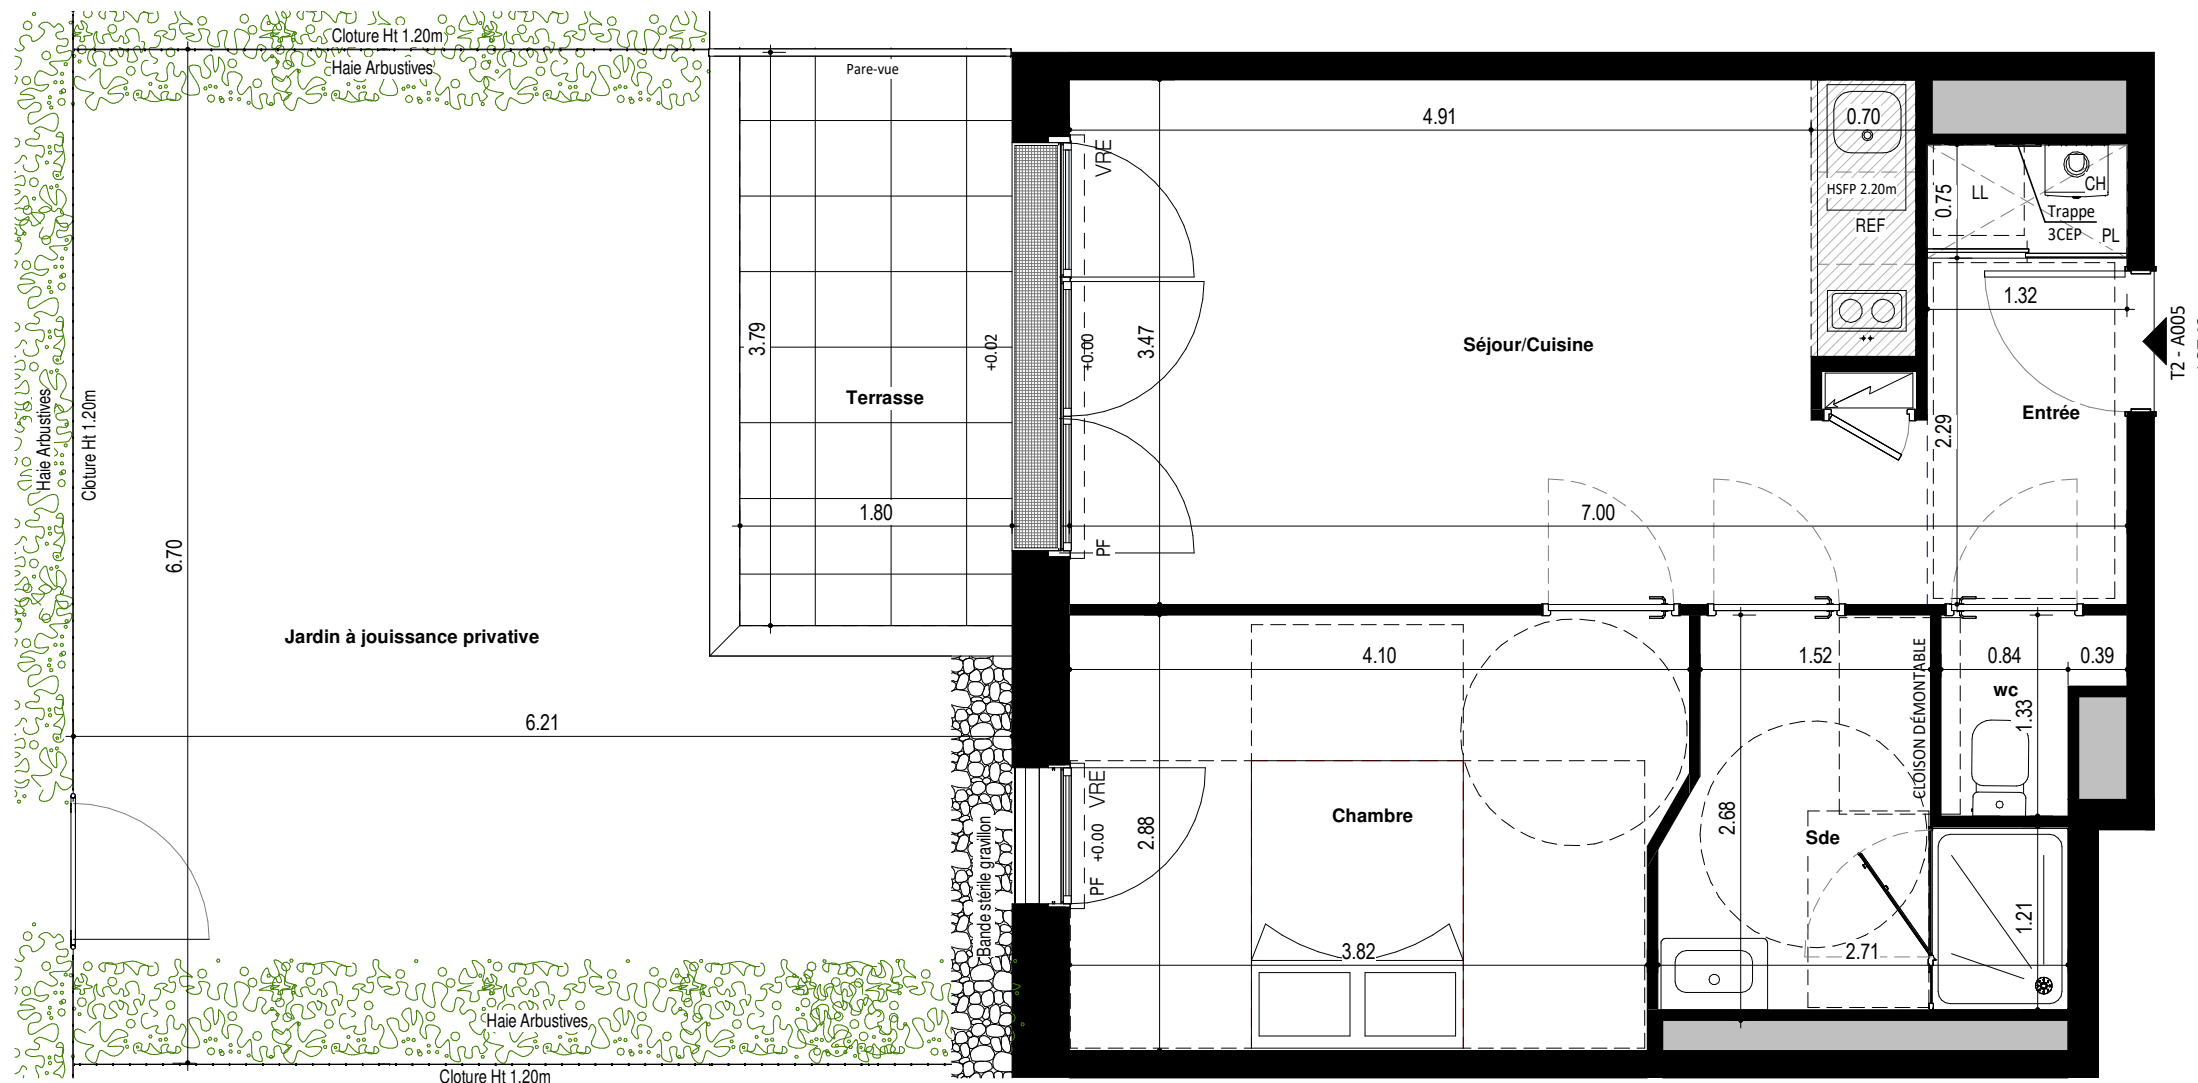 Cloture Ht 1.20m
Haie Arbustives
Pare-vue
4.91
0.70
VRE
HSFP 2.20m
REF
LL
CH
0.75
Trappe
3CEP
PL
1.32
3.79
+0.02
+0.00
3.47
Séjour/Cuisine
T2 - A005
Terrasse
Entrée
2.29
Haie Arbustives
Cloture Ht 1.20m
1.80
7.00
6.70
PF
Jardin à jouissance privative
4.10
1.52
CLOISON DÉMONTABLE
0.84
0.39
wc
1.33
6.21
VRE
+0.00
PF
2.88
Chambre
2.68
Sde
Bande stérile gravillon
3.82
2.71
1.21
Haie Arbustives
Cloture Ht 1.20m